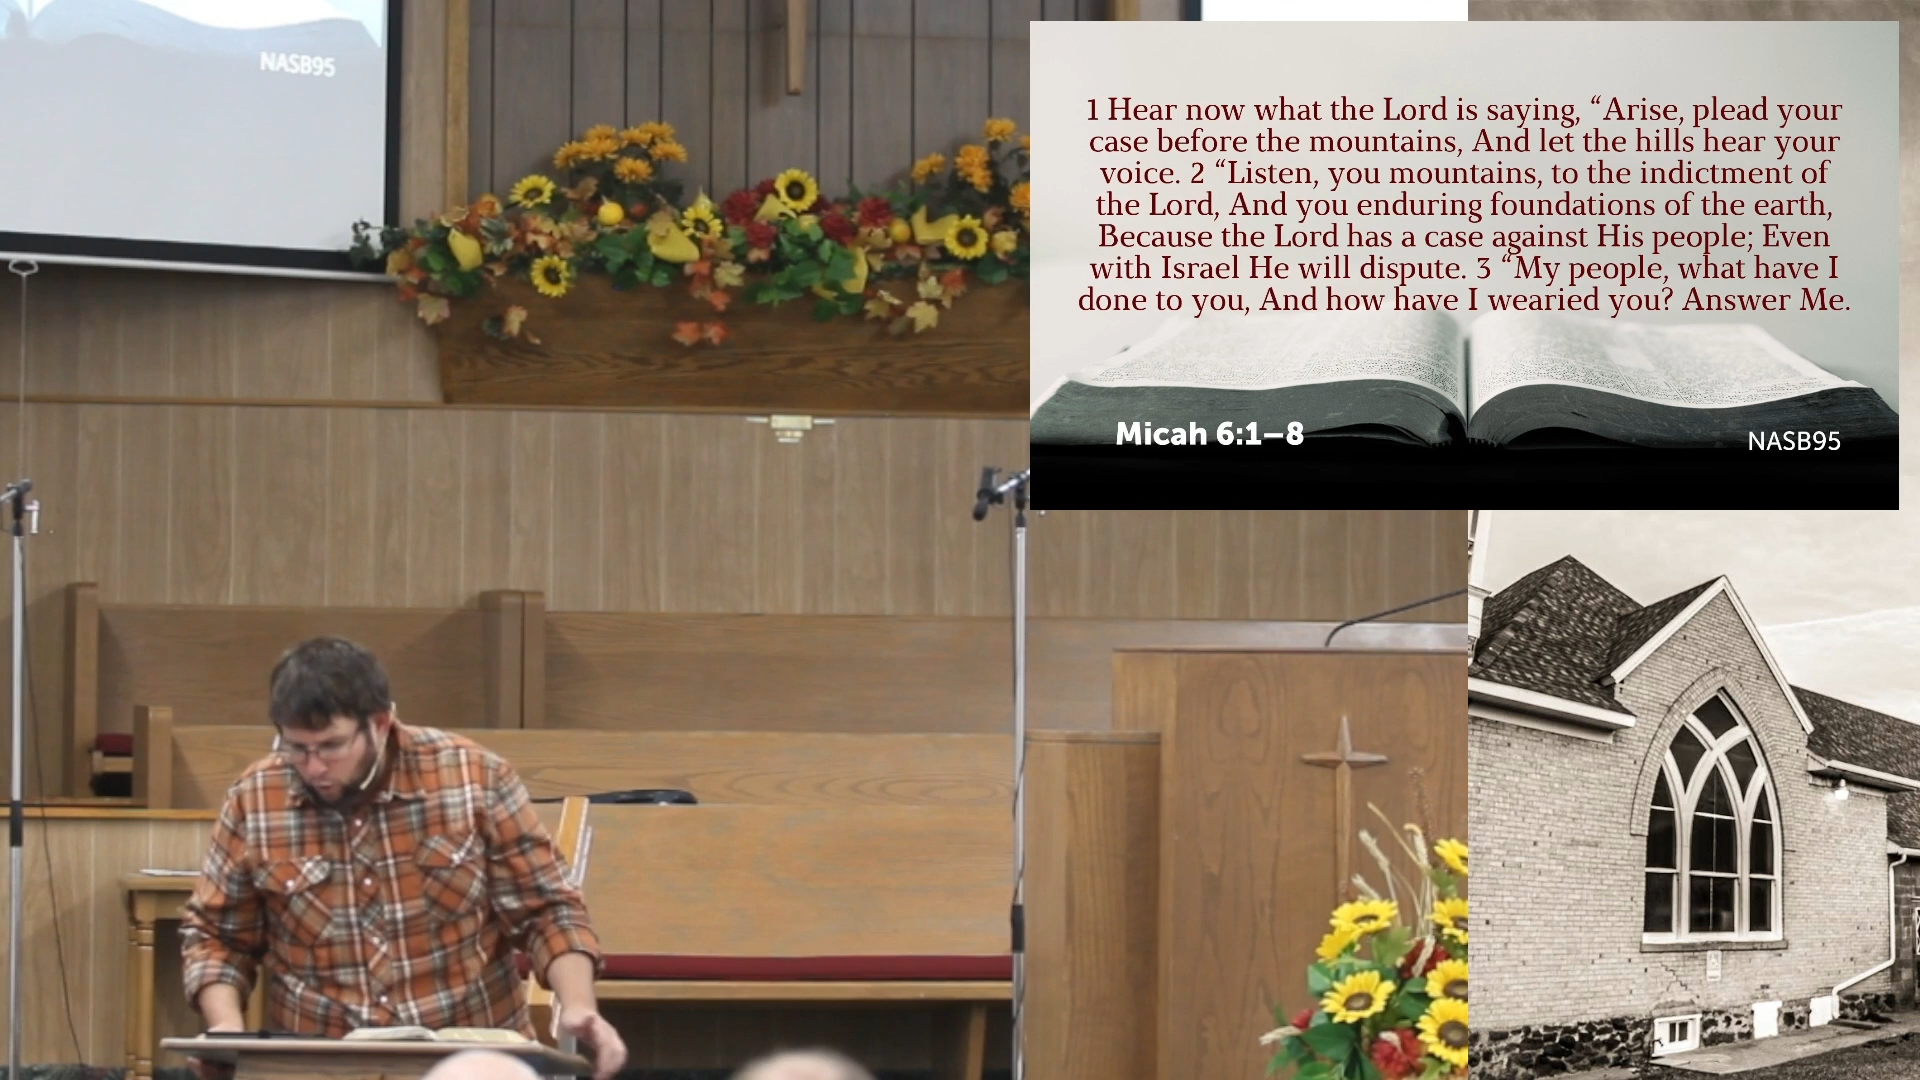 NASB95
1 Hear now what the Lord is saying, “Arise, plead your
case before the mountains, And let the hills hear your
voice. 2 “Listen, you mountains, to the indictment of
the Lord, And you enduring foundations of the earth,
Because the Lord has a case against His people; Even
with Israel He will dispute. 3 “My people, what have I
done to you, And how have I wearied you? Answer Me.
Micah 6:1–8
NASB95